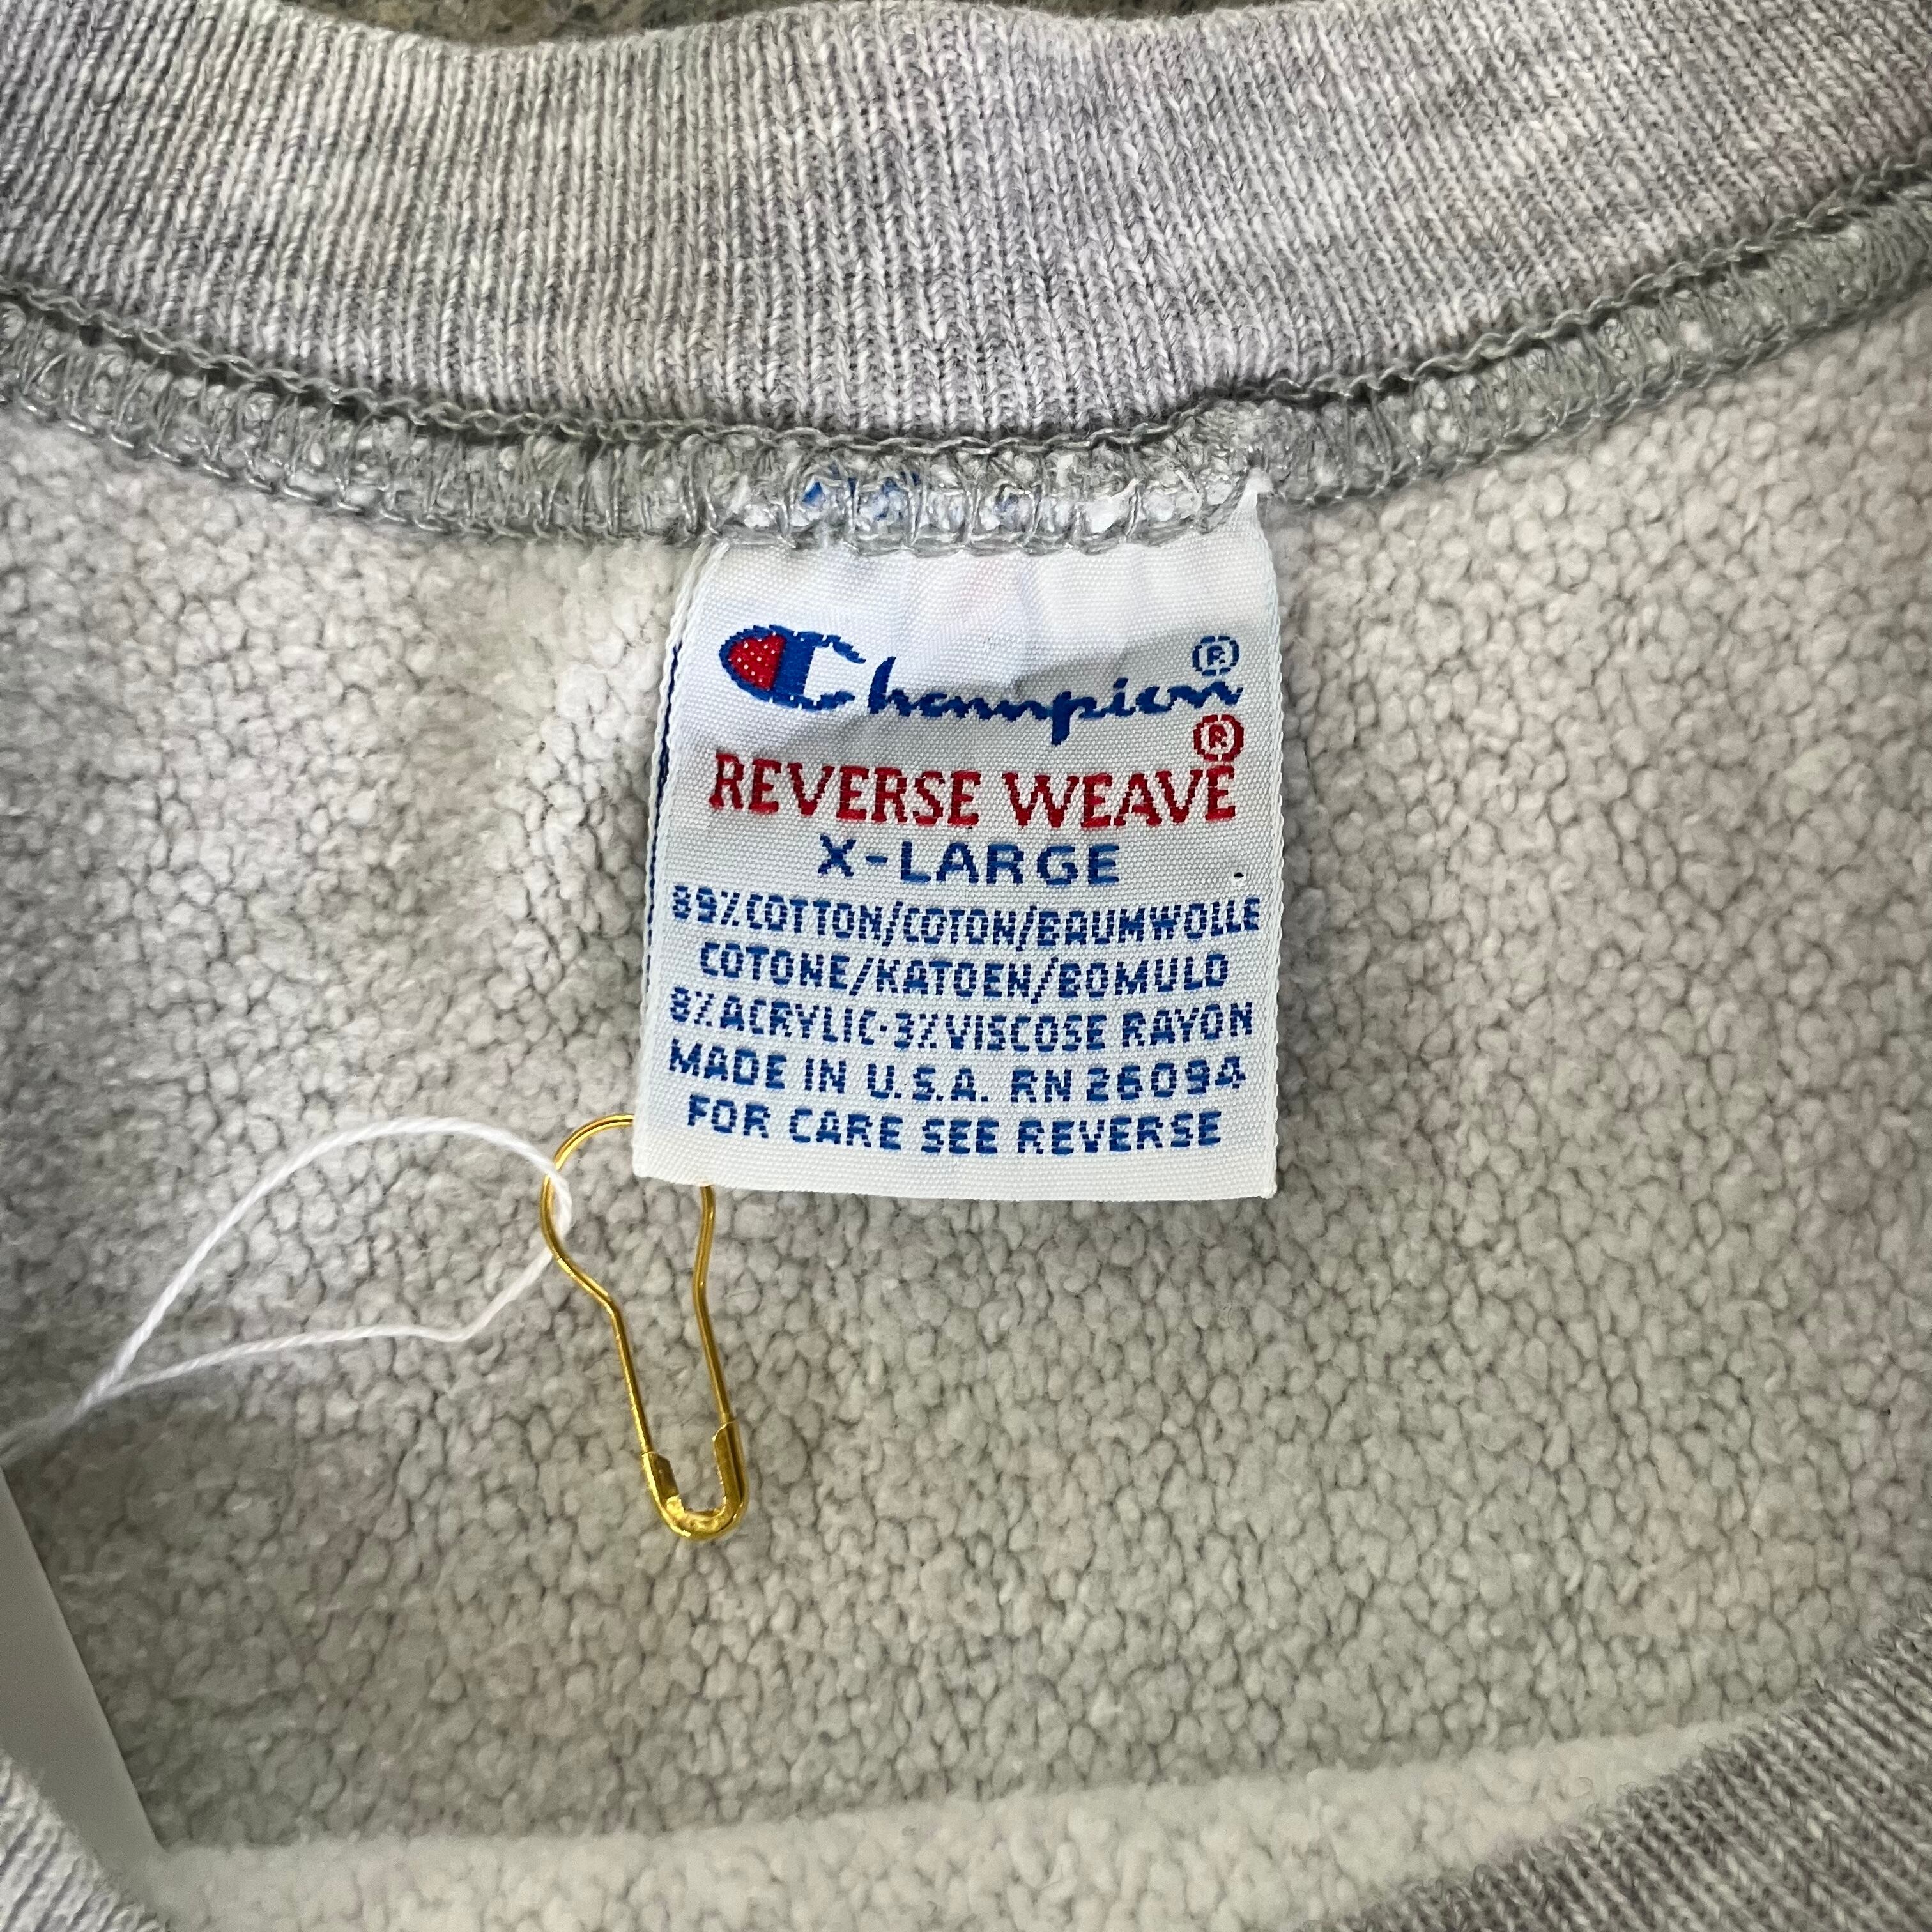 Champion®
REVERSE WEAVE®
X-LARGE
89%COTTON/COTON/BAUMWOLLE
COTONE/KATOEN/BOMULD
8%ACRYLIC·3%VISCOSE RAYON
MADE IN U.S.A. RN 26094
FOR CARE SEE REVERSE